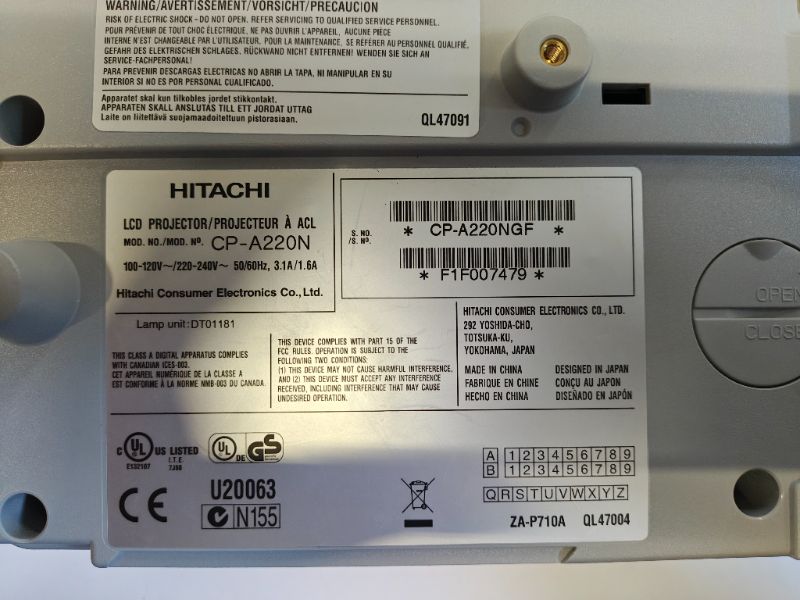 WARNING/AVERTISSEMENT/VORSICHT/PRECAUCION
RISK OF ELECTRIC SHOCK - DO NOT OPEN. REFER SERVICING TO QUALIFIED SERVICE PERSONNEL.
POUR PRÉVENIR DE TOUT CHOC ÉLECTRIQUE, NE PAS OUVRIR L'APPAREIL, AUCUNE PIÈCE
INTERNE N'EST CHANGEABLE PAR L'UTILISATEUR. POUR LA MAINTENANCE, SE RÉFÉRER AU PERSONNEL QUALIFIÉ.
GEFAHR DES ELEKTRISCHEN SCHLAGES. RÜCKWAND NICHT ENTFERNEN! WENDEN SIE SICH AN
SERVICE-FACHPERSONAL!
PARA PREVENIR DESCARGAS ELECTRICAS NO ABRIR LA TAPA, NI MANIPULAR EN SU
INTERIOR SI NO ES POR PERSONAL CUALIFICADO.
Apparatet skal kun tilkobles jordet stikkontakt.
APPARATEN SKALL ANSLUTAS TILL ETT JORDAT UTTAG
Laite on liitettävä suojamaadoitettuun pistorasiaan.
QL47091
HITACHI
LCD PROJECTOR/PROJECTEUR À ACL
MOD. NO./MOD. Nº. CP-A220N
100-120V~/220-240V~ 50/60Hz, 3.1A/1.6A
Hitachi Consumer Electronics Co., Ltd.
S. NO.
/S. Nº.
* CP-A220NGF *
* F1F007479 *
Lamp unit:DT01181
THIS CLASS A DIGITAL APPARATUS COMPLIES
WITH CANADIAN ICES-003.
CET APPAREIL NUMÉRIQUE DE LA CLASSE A
EST CONFORME À LA NORME NMB-003 DU CANADA.
THIS DEVICE COMPLIES WITH PART 15 OF THE
FCC RULES. OPERATION IS SUBJECT TO THE
FOLLOWING TWO CONDITIONS:
(1) THIS DEVICE MAY NOT CAUSE HARMFUL INTERFERENCE,
AND (2) THIS DEVICE MUST ACCEPT ANY INTERFERENCE
RECEIVED, INCLUDING INTERFERENCE THAT MAY CAUSE
UNDESIRED OPERATION.
HITACHI CONSUMER ELECTRONICS CO., LTD.
292 YOSHIDA-CHO,
TOTSUKA-KU,
YOKOHAMA, JAPAN
MADE IN CHINA DESIGNED IN JAPAN
FABRIQUE EN CHINE CONÇU AU JAPON
HECHO EN CHINA DISEÑADO EN JAPÓN
OPEN
CLOSE
C UL US LISTED
I.T.E.
E132107 7J98
UL DE GS
CE
U20063
N155
A 1 2 3 4 5 6 7 8 9
B 1 2 3 4 5 6 7 8 9
Q R S T U V W X Y Z
ZA-P710A QL47004